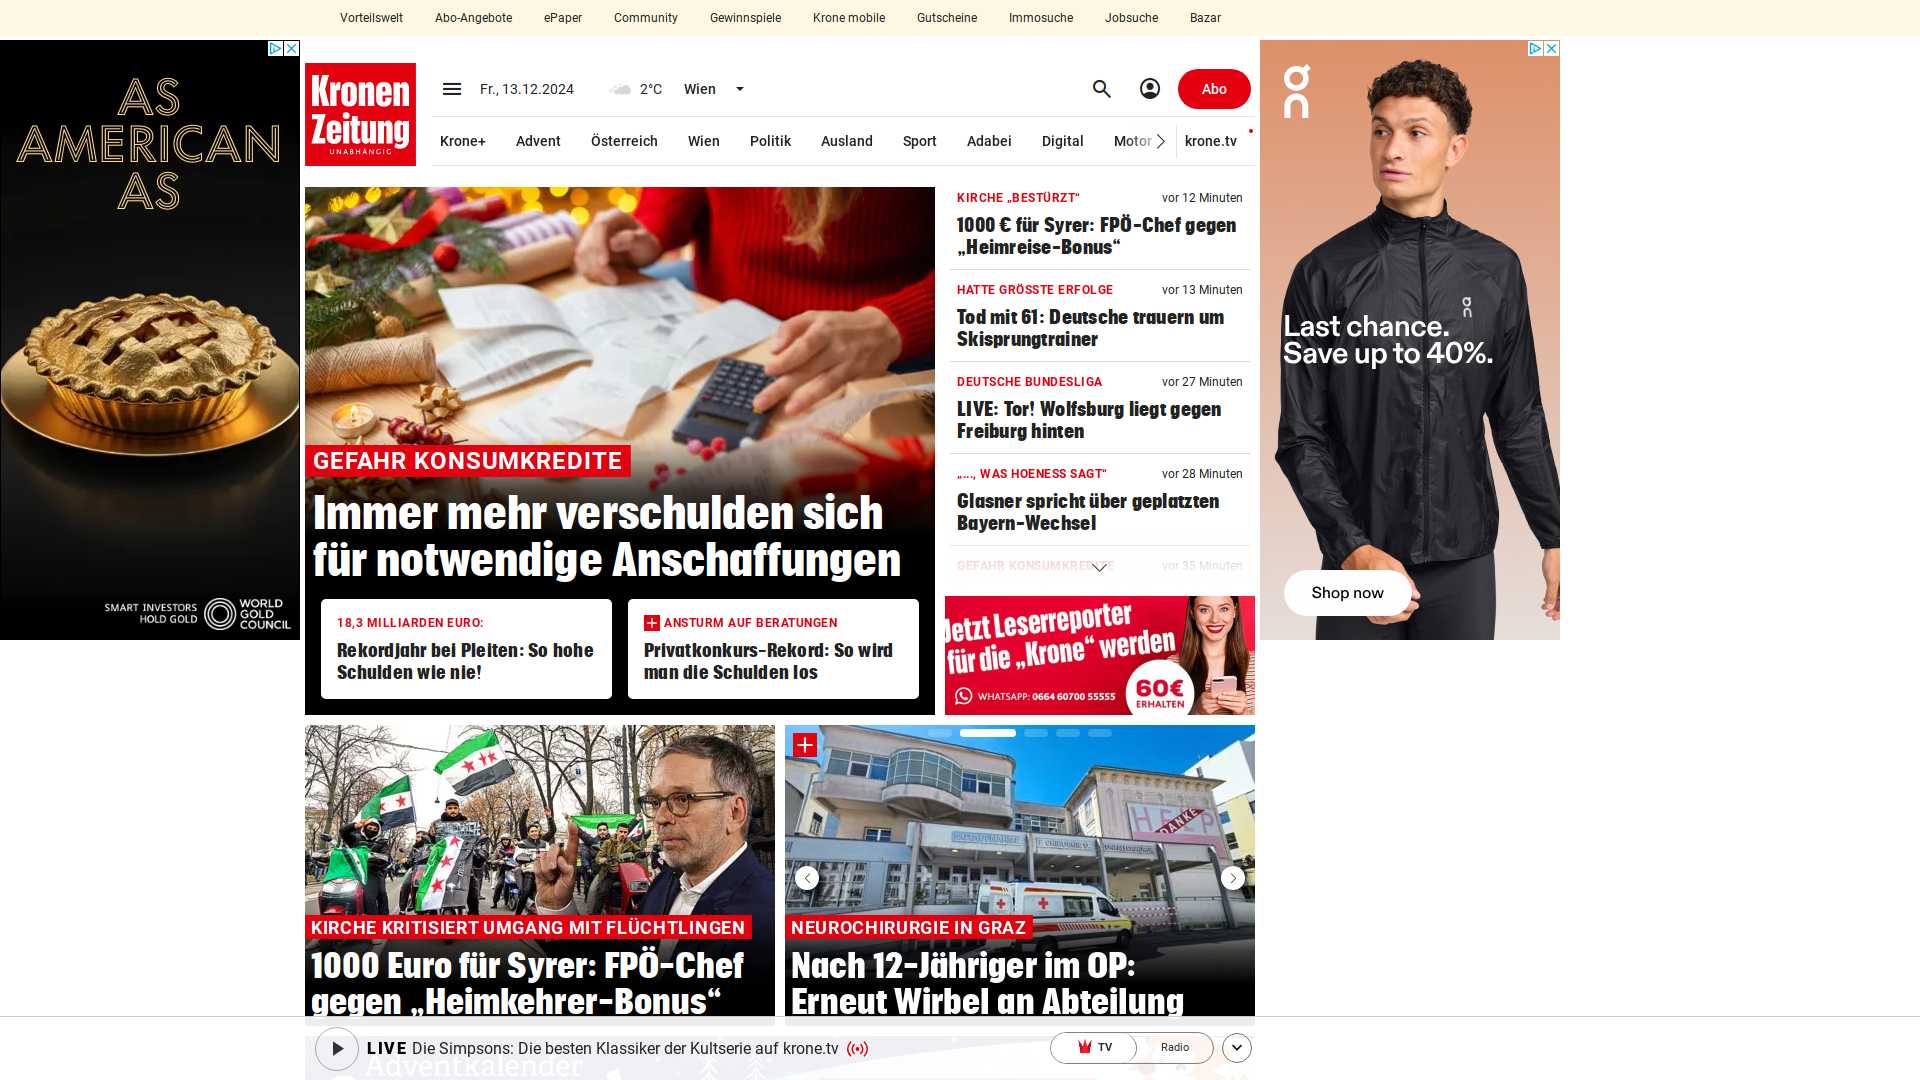 Vorteilswelt Abo-Angebote ePaper Community Gewinnspiele Krone mobile Gutscheine Immosuche Jobsuche Bazar
AS
AMERICAN
AS
SMART INVESTORS
HOLD GOLD
WORLD
GOLD
COUNCIL
Kronen
Zeitung
UNABHÄNGIG
Fr., 13.12.2024 2°C Wien
Abo
Krone+ Advent Österreich Wien Politik Ausland Sport Adabei Digital Motor krone.tv
GEFAHR KONSUMKREDITE
Immer mehr verschulden sich
für notwendige Anschaffungen
18,3 MILLIARDEN EURO:
Rekordjahr bei Pleiten: So hohe
Schulden wie nie!
ANSTURM AUF BERATUNGEN
Privatkonkurs-Rekord: So wird
man die Schulden los
KIRCHE „BESTÜRZT“ vor 12 Minuten
1000 € für Syrer: FPÖ-Chef gegen
„Heimreise-Bonus“
HATTE GRÖSSTE ERFOLGE vor 13 Minuten
Tod mit 61: Deutsche trauern um
Skisprungtrainer
DEUTSCHE BUNDESLIGA vor 27 Minuten
LIVE: Tor! Wolfsburg liegt gegen
Freiburg hinten
„..., WAS HOENESS SAGT“ vor 28 Minuten
Glasner spricht über geplatzten
Bayern-Wechsel
GEFAHR KONSUMKREDITE vor 35 Minuten
Jetzt Leserreporter
für die „Krone“ werden
WHATSAPP: 0664 60700 55555
60€
ERHALTEN
on
Last chance.
Save up to 40%.
Shop now
KIRCHE KRITISIERT UMGANG MIT FLÜCHTLINGEN
1000 Euro für Syrer: FPÖ-Chef
gegen „Heimkehrer-Bonus“
HELP
DANKE
NEUROCHIRURGIE IN GRAZ
Nach 12-Jähriger im OP:
Erneut Wirbel an Abteilung
LIVE Die Simpsons: Die besten Klassiker der Kultserie auf krone.tv
TV Radio
Adventkalender